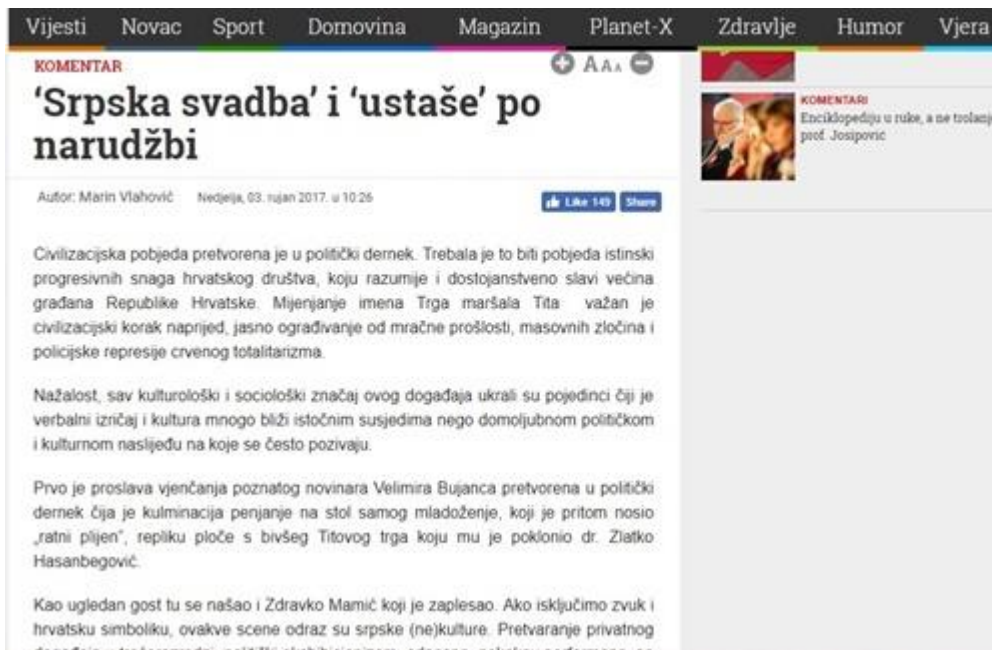 Vijesti Novac Sport Domovina Magazin Planet-X Zdravlje Humor Vjera
KOMENTAR
AAA
'Srpska svadba' i 'ustaše' po
narudžbi
Autor: Marin Vlahović Nedjelja, 03. rujan 2017. u 10:26
Like 149 Share
Civilizacijska pobjeda pretvorena je u politički dernek. Trebala je to biti pobjeda istinski
progresivnih snaga hrvatskog društva, koju razumije i dostojanstveno slavi većina
građana Republike Hrvatske. Mijenjanje imena Trga maršala Tita važan je
civilizacijski korak naprijed, jasno ograđivanje od mračne prošlosti, masovnih zločina i
policijske represije crvenog totalitarizma.
Nažalost, sav kulturološki i sociološki značaj ovog događaja ukrali su pojedinci čiji je
verbalni izričaj i kultura mnogo bliži istočnim susjedima nego domoljubnom političkom
i kulturnom naslijeđu na koje se često pozivaju.
Prvo je proslava vjenčanja poznatog novinara Velimira Bujanca pretvorena u politički
dernek čija je kulminacija penjanje na stol samog mladoženje, koji je pritom nosio
„ratni plijen", repliku ploče s bivšeg Titovog trga koju mu je poklonio dr. Zlatko
Hasanbegović.
Kao ugledan gost tu se našao i Zdravko Mamić koji je zaplesao. Ako isključimo zvuk i
hrvatsku simboliku, ovakve scene odraz su srpske (ne)kulture. Pretvaranje privatnog
KOMENTARI
Enciklopediju u ruke, a ne trolanje
prof. Josipović